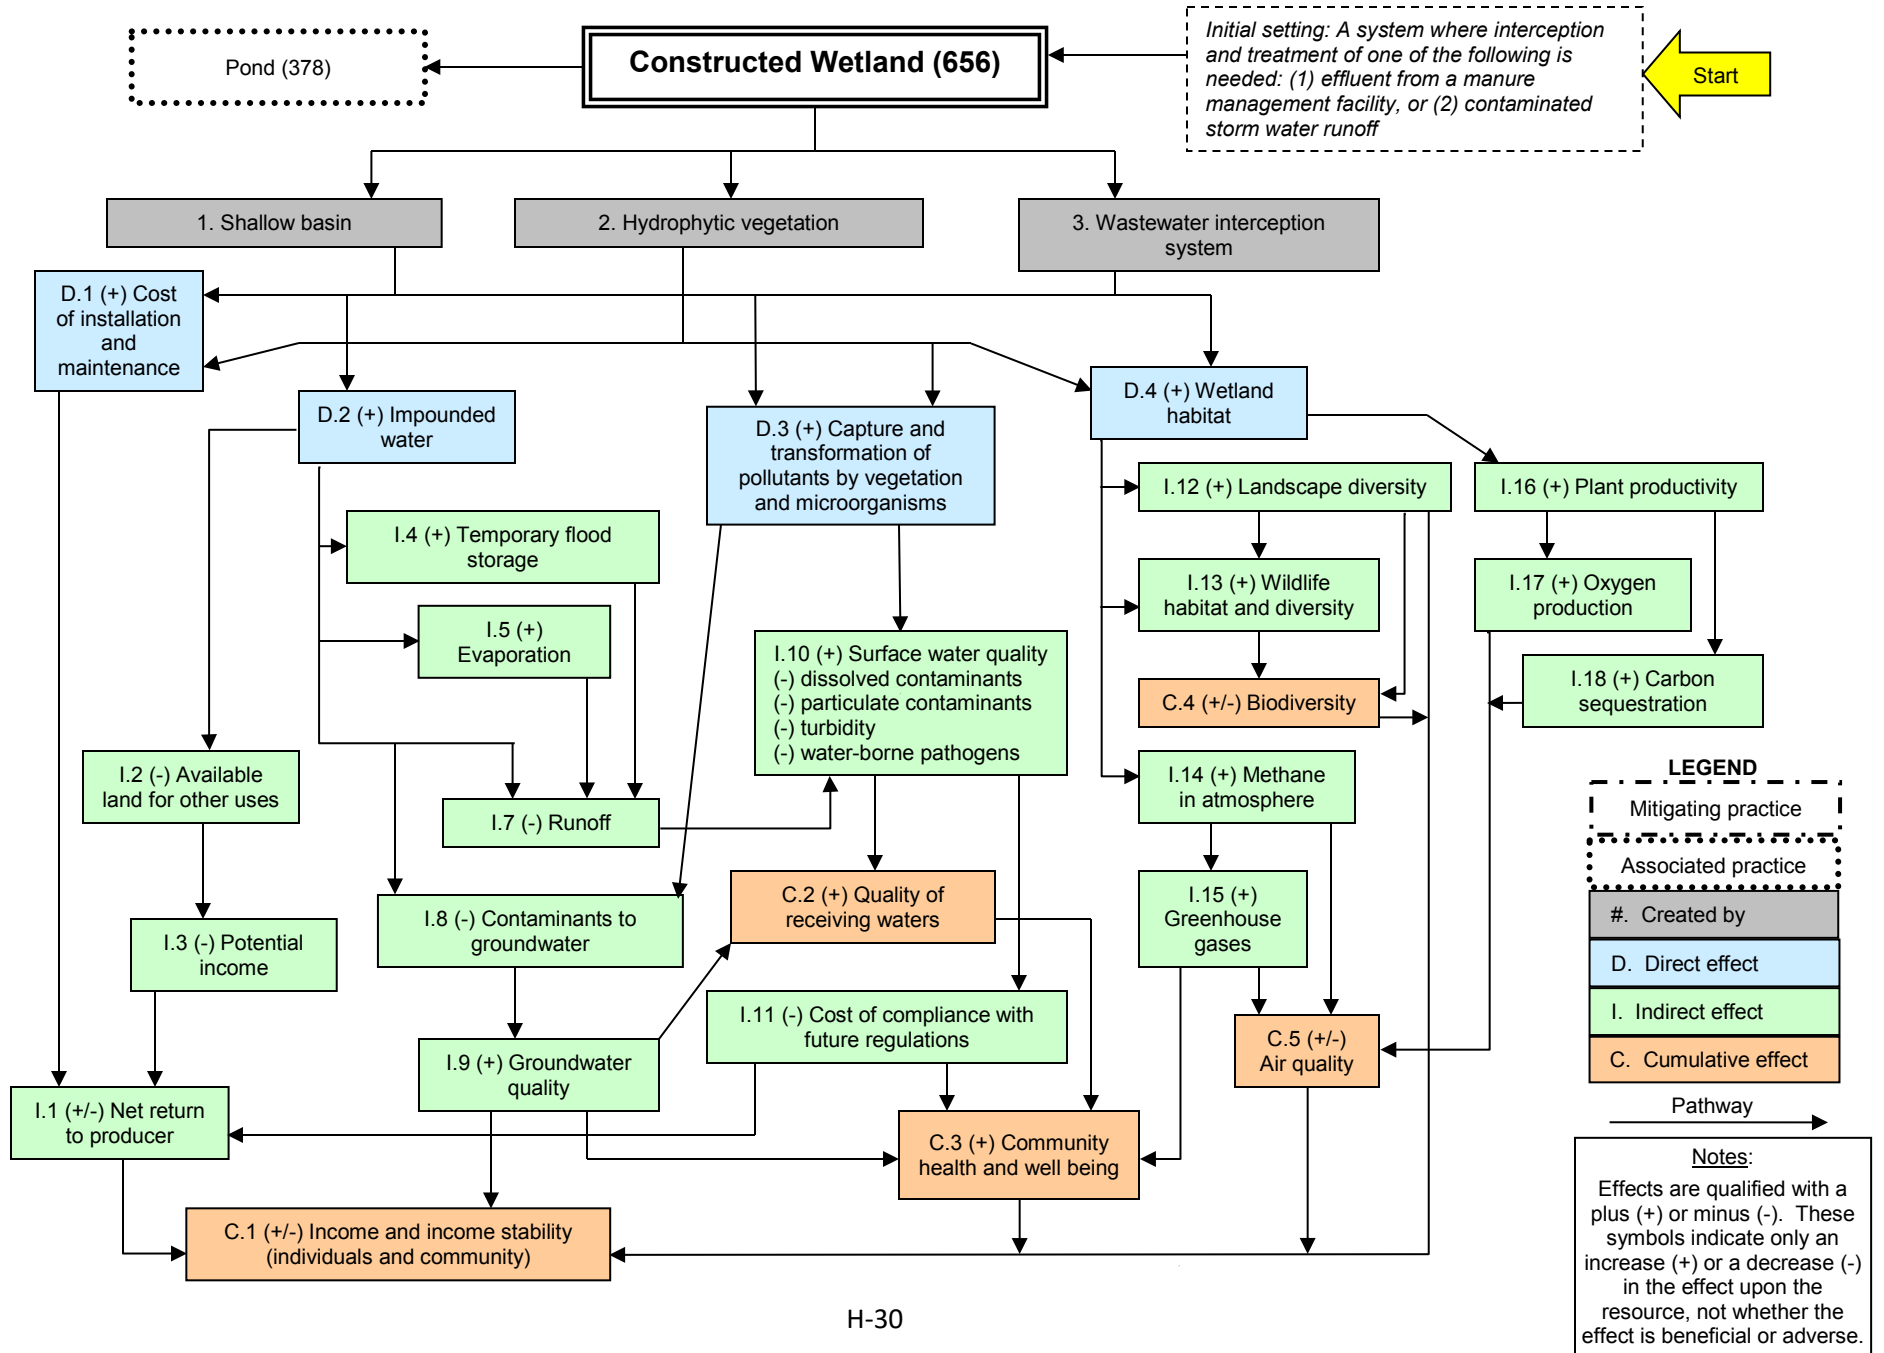 Pond (378)
Constructed Wetland (656)
Initial setting: A system where interception
and treatment of one of the following is
needed: (1) effluent from a manure
management facility, or (2) contaminated
storm water runoff
Start
1. Shallow basin
2. Hydrophytic vegetation
3. Wastewater interception
system
D.1 (+) Cost
of installation
and
maintenance
D.2 (+) Impounded
water
D.3 (+) Capture and
transformation of
pollutants by vegetation
and microorganisms
D.4 (+) Wetland
habitat
I.12 (+) Landscape diversity
I.16 (+) Plant productivity
I.4 (+) Temporary flood
storage
I.13 (+) Wildlife
habitat and diversity
I.17 (+) Oxygen
production
I.5 (+)
Evaporation
I.10 (+) Surface water quality
(-) dissolved contaminants
(-) particulate contaminants
(-) turbidity
(-) water-borne pathogens
C.4 (+/-) Biodiversity
I.18 (+) Carbon
sequestration
I.2 (-) Available
land for other uses
I.7 (-) Runoff
I.14 (+) Methane
in atmosphere
I.3 (-) Potential
income
I.8 (-) Contaminants to
groundwater
C.2 (+) Quality of
receiving waters
I.15 (+)
Greenhouse
gases
I.9 (+) Groundwater
quality
I.11 (-) Cost of compliance with
future regulations
C.5 (+/-)
Air quality
I.1 (+/-) Net return
to producer
C.3 (+) Community
health and well being
C.1 (+/-) Income and income stability
(individuals and community)
LEGEND
Mitigating practice
Associated practice
#. Created by
D. Direct effect
I. Indirect effect
C. Cumulative effect
Pathway
Notes:
Effects are qualified with a
plus (+) or minus (-). These
symbols indicate only an
increase (+) or a decrease (-)
in the effect upon the
resource, not whether the
effect is beneficial or adverse.
H-30